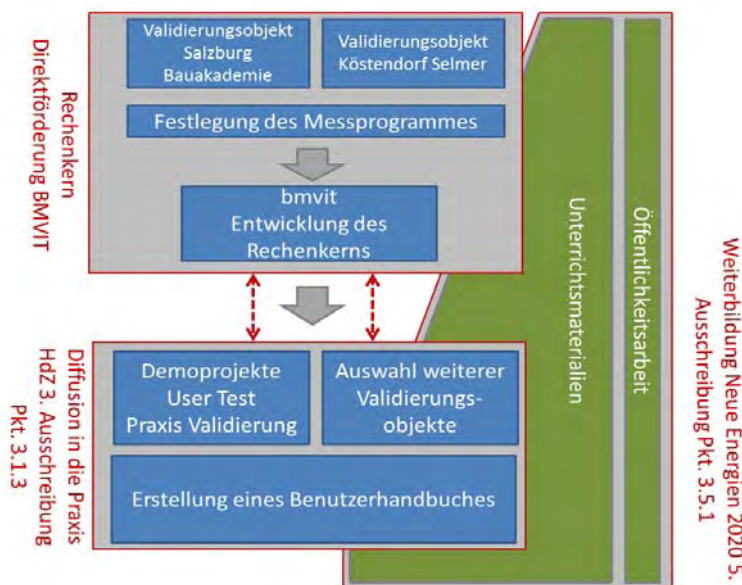 Rechenkern
Direktförderung BMVIT
Validierungsobjekt
Salzburg
Bauakademie
Validierungsobjekt
Köstendorf Selmer
Festlegung des Messprogrammes
bmvit
Entwicklung des
Rechenkerns
Diffusion in die Praxis
HdZ 3. Ausschreibung
Pkt. 3.1.3
Demoprojekte
User Test
Praxis Validierung
Auswahl weiterer
Validierungs-
objekte
Erstellung eines Benutzerhandbuches
Unterrichtsmaterialien
Öffentlichkeitsarbeit
Weiterbildung Neue Energien 2020 5.
Ausschreibung Pkt. 3.5.1